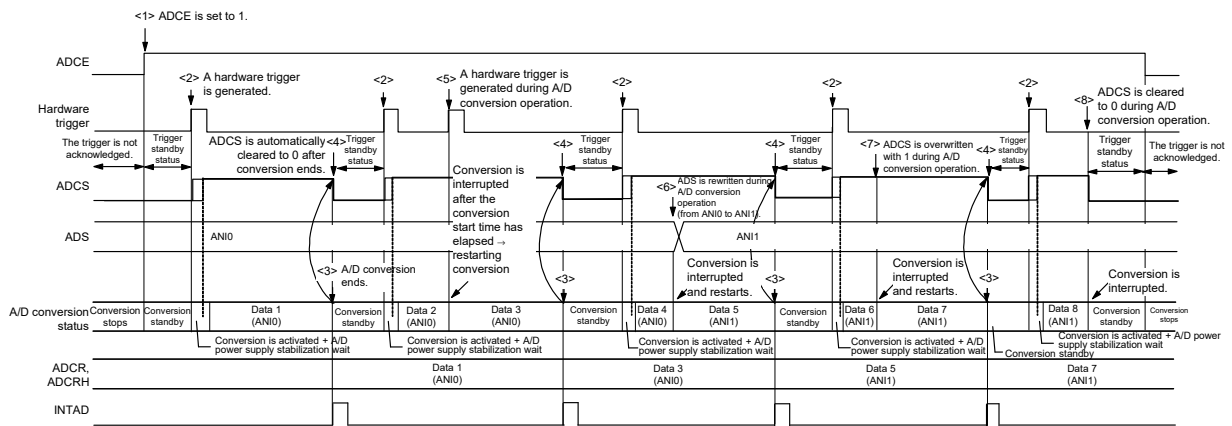 <1> ADCE is set to 1.
ADCE
<2> A hardware trigger
is generated.
<2>
<5> A hardware trigger is
generated during A/D
conversion operation.
<2>
<2>
<2>
<8> ADCS is cleared
to 0 during A/D
conversion operation.
Hardware
trigger
The trigger is not
acknowledged.
Trigger
standby
status
ADCS is automatically
cleared to 0 after
conversion ends.
<4>
Trigger
standby
status
<4>
Trigger
standby
status
<4>
Trigger
standby
status
<7> ADCS is overwritten
with 1 during A/D
conversion operation.
<4>
Trigger
standby
status
Trigger
standby
status
The trigger is not
acknowledged.
ADCS
Conversion is
interrupted
after the
conversion
start time has
elapsed →
restarting
conversion
<6> ADS is rewritten during
A/D conversion
operation
(from ANI0 to ANI1).
ADS
ANI0
ANI1
<3> A/D conversion
ends.
<3>
Conversion is
interrupted
and restarts.
<3>
Conversion is
interrupted
and restarts.
<3>
Conversion is
interrupted.
A/D conversion
status
Conversion
stops
Conversion
standby
Data 1
(ANI0)
Conversion
standby
Data 2
(ANI0)
Data 3
(ANI0)
Conversion
standby
Data 4
(ANI0)
Data 5
(ANI1)
Conversion
standby
Data 6
(ANI1)
Data 7
(ANI1)
Data 8
(ANI1)
Conversion
standby
Conversion
stops
Conversion is activated + A/D
power supply stabilization wait
Conversion is activated + A/D
power supply stabilization wait
Conversion is activated + A/D
power supply stabilization wait
Conversion is activated + A/D
power supply stabilization wait
Conversion standby
Conversion is activated + A/D power
supply stabilization wait
ADCR,
ADCRH
Data 1
(ANI0)
Data 3
(ANI0)
Data 5
(ANI1)
Data 7
(ANI1)
INTAD